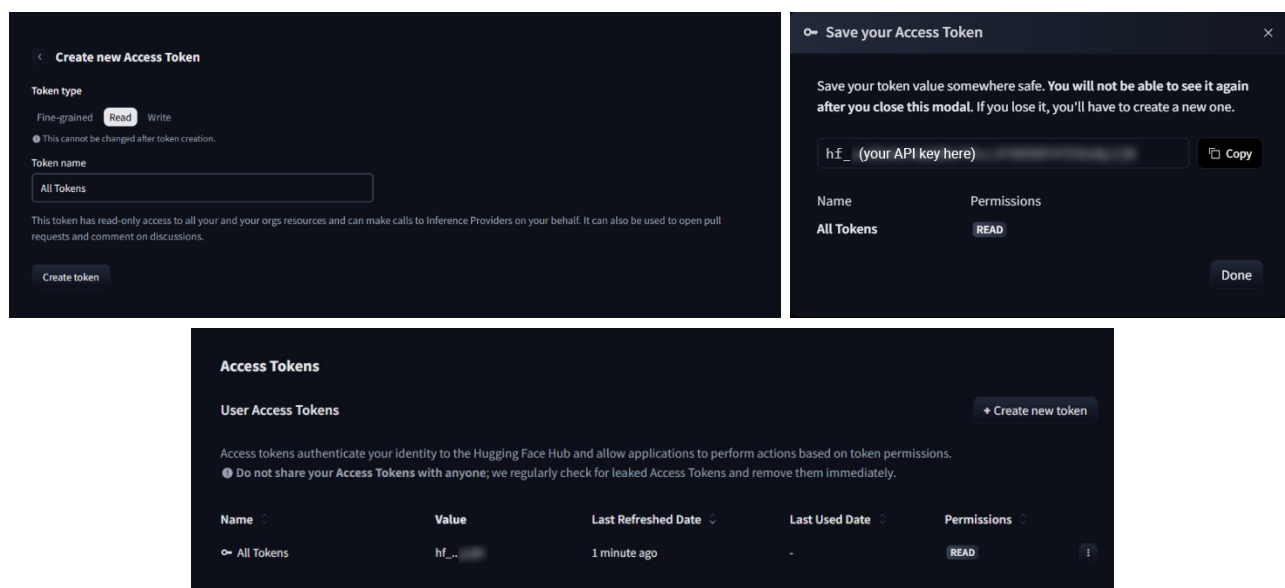 Create new Access Token
Token type
Fine-grained Read Write
This cannot be changed after token creation.
Token name
All Tokens
This token has read-only access to all your and your orgs resources and can make calls to Inference Providers on your behalf. It can also be used to open pull
requests and comment on discussions.
Create token
Save your Access Token
Save your token value somewhere safe. You will not be able to see it again
after you close this modal. If you lose it, you'll have to create a new one.
hf_ (your API key here)
Copy
Name Permissions
All Tokens READ
Done
Access Tokens
User Access Tokens
+ Create new token
Access tokens authenticate your identity to the Hugging Face Hub and allow applications to perform actions based on token permissions.
Do not share your Access Tokens with anyone; we regularly check for leaked Access Tokens and remove them immediately.
Name Value Last Refreshed Date Last Used Date Permissions
All Tokens hf_.. 1 minute ago - READ